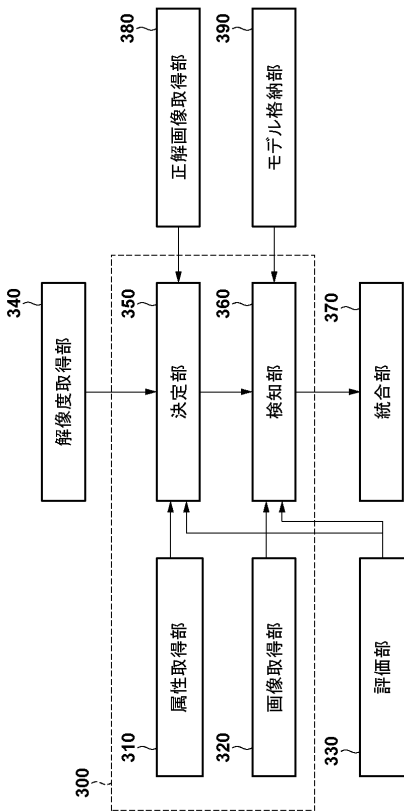 300
310
属性取得部
320
画像取得部
330
評価部
340
解像度取得部
350
決定部
360
検知部
370
統合部
380
正解画像取得部
390
モデル格納部